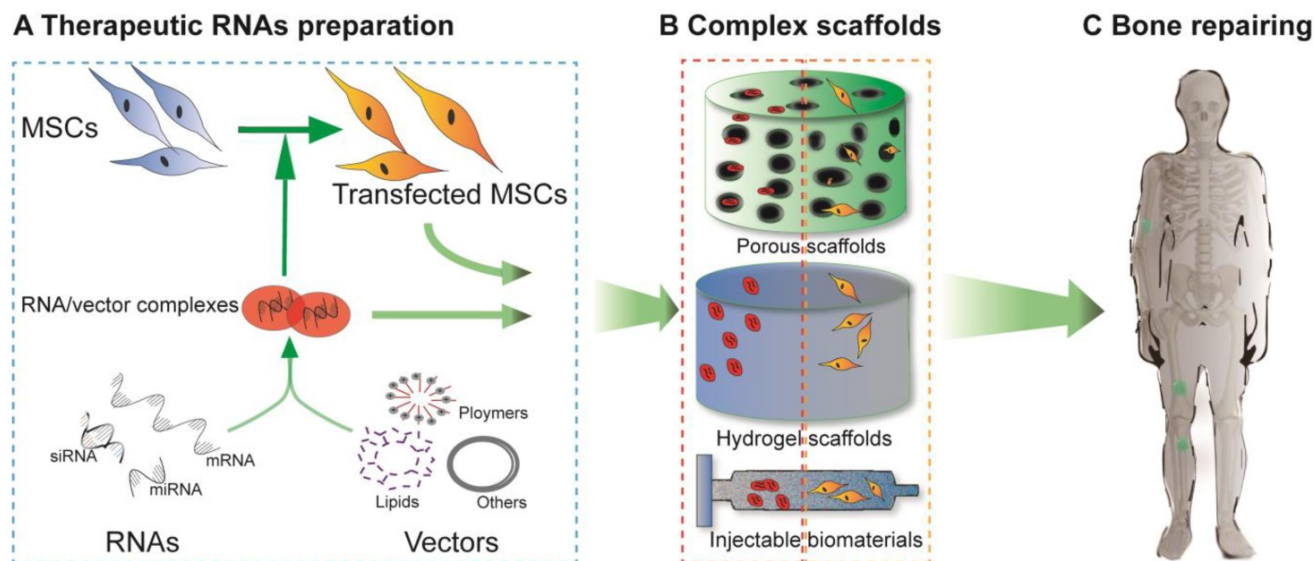 A Therapeutic RNAs preparation
B Complex scaffolds
C Bone repairing
MSCs
Transfected MSCs
RNA/vector complexes
siRNA
mRNA
miRNA
RNAs
Ploymers
Lipids
Others
Vectors
Porous scaffolds
Hydrogel scaffolds
Injectable biomaterials